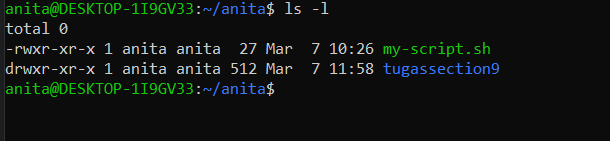 anita@DESKTOP-1I9GV33:~/anita$ ls -l
total 0
-rwxr-xr-x 1 anita anita  27 Mar  7 10:26 my-script.sh
drwxr-xr-x 1 anita anita 512 Mar  7 11:58 tugassection9
anita@DESKTOP-1I9GV33:~/anita$